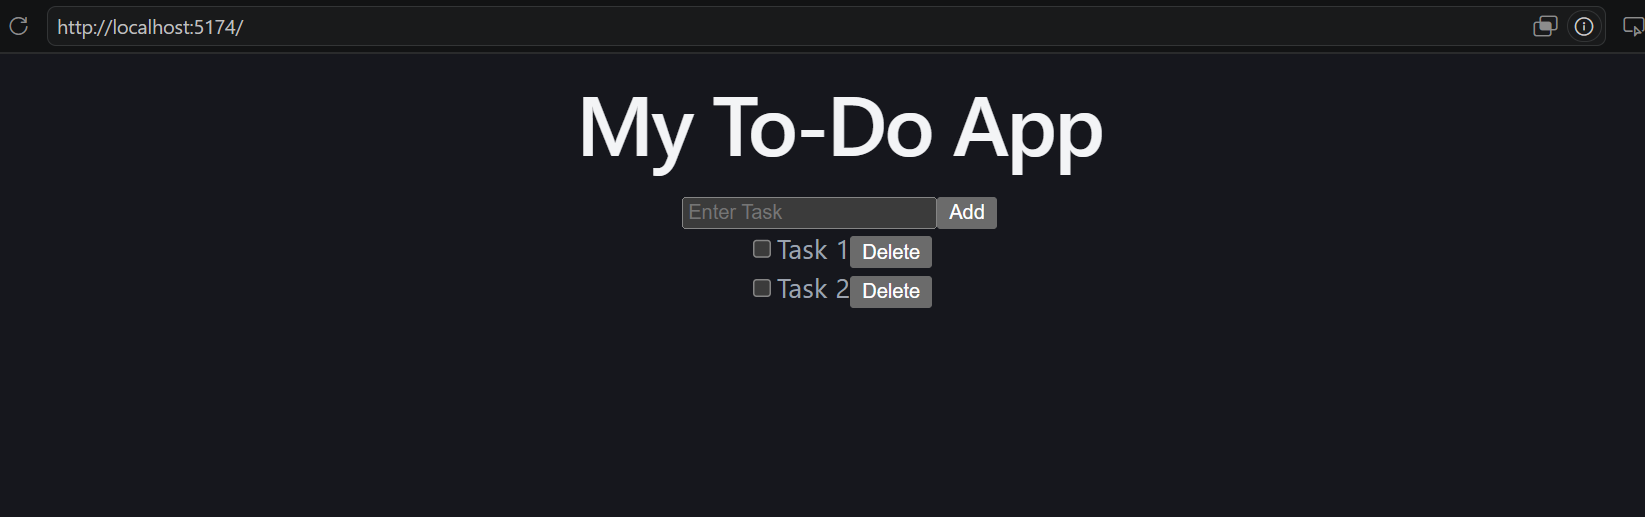 http://localhost:5174/
My To-Do App
Enter Task Add
Task 1 Delete
Task 2 Delete